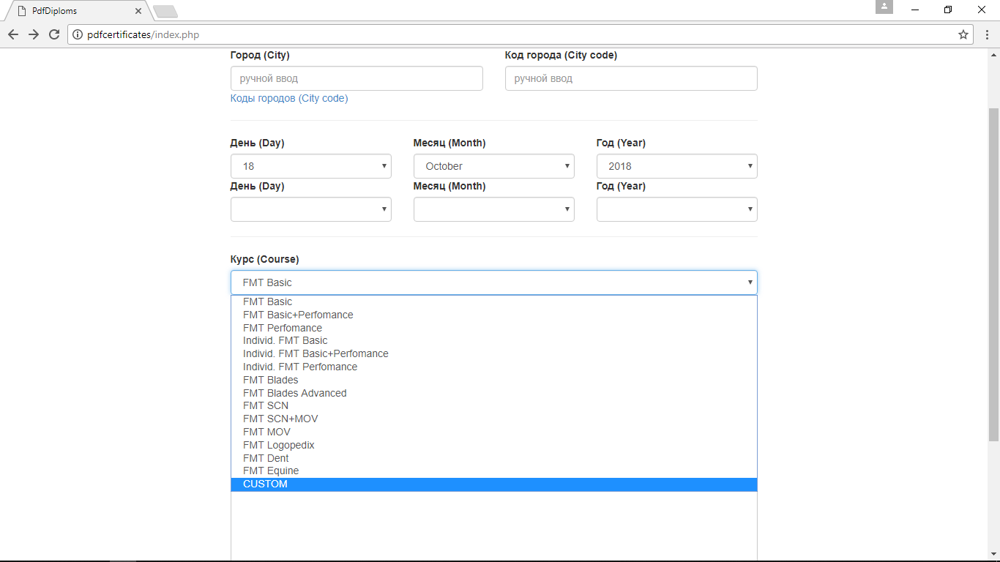 PdfDiploms
pdfcertificates/index.php
Город (City) Код города (City code)
ручной ввод ручной ввод
Коды городов (City code)
День (Day) Месяц (Month) Год (Year)
18 October 2018
День (Day) Месяц (Month) Год (Year)
Курс (Course)
FMT Basic
FMT Basic
FMT Basic+Perfomance
FMT Perfomance
Individ. FMT Basic
Individ. FMT Basic+Perfomance
Individ. FMT Perfomance
FMT Blades
FMT Blades Advanced
FMT SCN
FMT SCN+MOV
FMT MOV
FMT Logopedix
FMT Dent
FMT Equine
CUSTOM